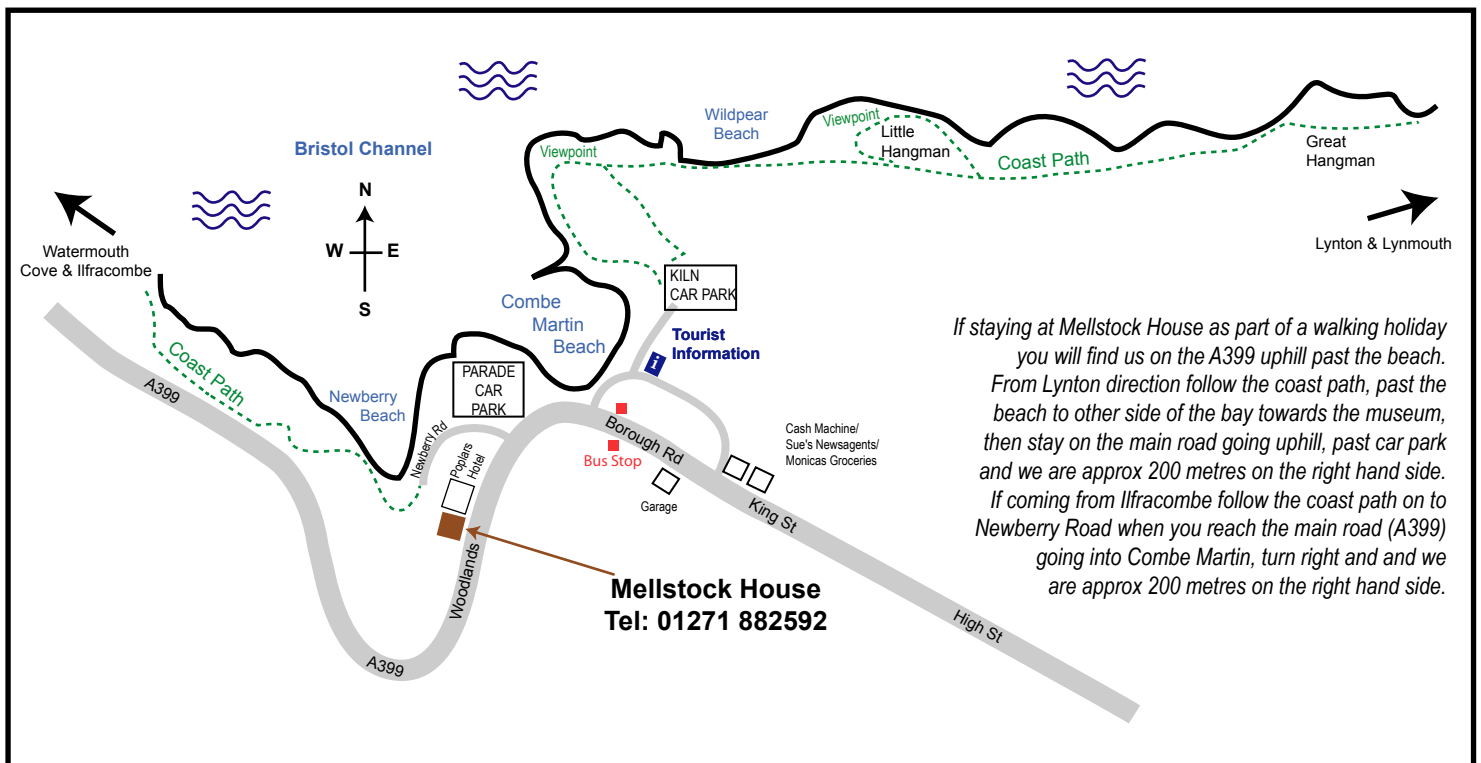 Bristol Channel
N
W
E
S
Watermouth
Cove & Ilfracombe
Wildpear
Beach
Viewpoint
Viewpoint
Little
Hangman
Coast Path
Great
Hangman
Lynton & Lynmouth
KILN
CAR PARK
Combe
Martin
Beach
Tourist
Information
i
PARADE
CAR
PARK
Newberry
Beach
Coast Path
A399
Newberry Rd
Poplars
Hotel
Borough Rd
Bus Stop
Cash Machine/
Sue's Newsagents/
Monicas Groceries
Garage
King St
High St
Woodlands
A399
Mellstock House
Tel: 01271 882592
If staying at Mellstock House as part of a walking holiday
you will find us on the A399 uphill past the beach.
From Lynton direction follow the coast path, past the
beach to other side of the bay towards the museum,
then stay on the main road going uphill, past car park
and we are approx 200 metres on the right hand side.
If coming from Ilfracombe follow the coast path on to
Newberry Road when you reach the main road (A399)
going into Combe Martin, turn right and and we
are approx 200 metres on the right hand side.